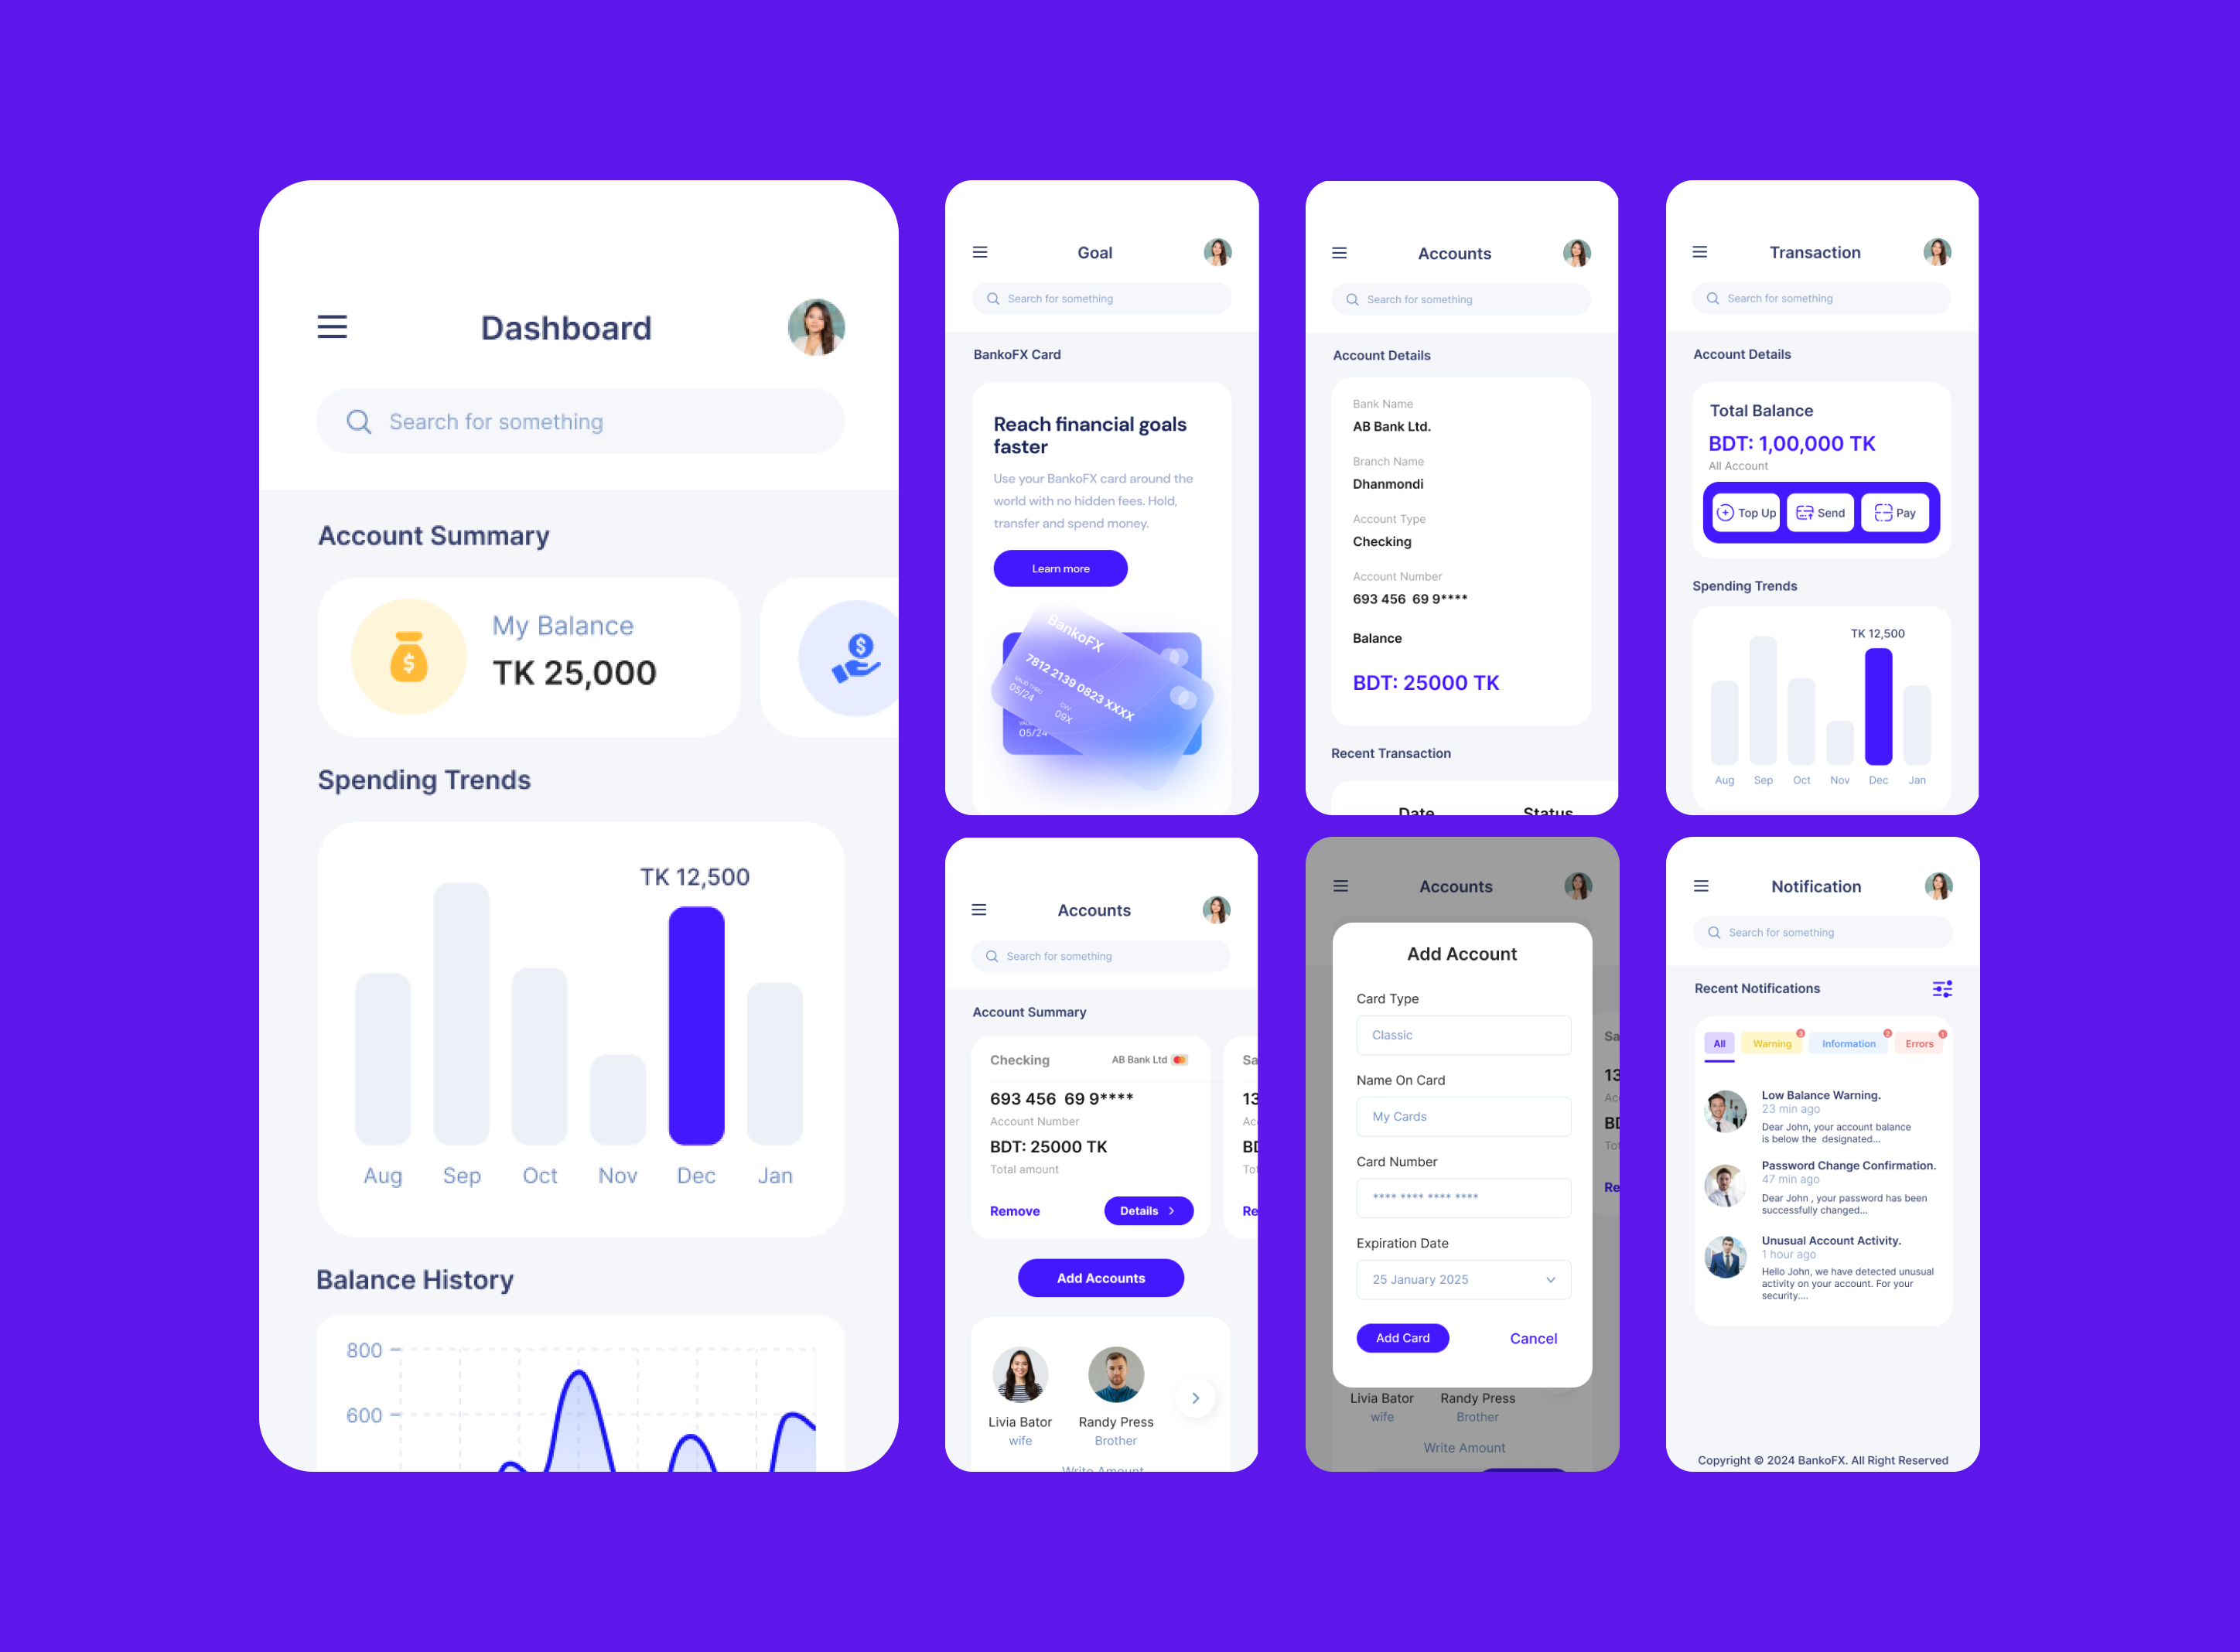 Dashboard
Search for something
Account Summary
My Balance
TK 25,000
Spending Trends
TK 12,500
Aug Sep Oct Nov Dec Jan
Balance History
800
600
Goal
Search for something
BankoFX Card
Reach financial goals
faster
Use your BankoFX card around the
world with no hidden fees. Hold,
transfer and spend money.
Learn more
BankoFX
7812 2139 0823 XXXX
VALID THRU
05/24
CVV
09X
05/24
Accounts
Search for something
Account Details
Bank Name
AB Bank Ltd.
Branch Name
Dhanmondi
Account Type
Checking
Account Number
693 456 69 9****
Balance
BDT: 25000 TK
Recent Transaction
Date Status
Transaction
Search for something
Account Details
Total Balance
BDT: 1,00,000 TK
All Account
Top Up Send Pay
Spending Trends
TK 12,500
Aug Sep Oct Nov Dec Jan
Accounts
Search for something
Account Summary
Checking AB Bank Ltd Sa
693 456 69 9**** 13
Account Number Ac
BDT: 25000 TK BD
Total amount Tot
Remove Details Re
Add Accounts
Livia Bator Randy Press
wife Brother
Write Amount
Accounts
Add Account
Card Type
Classic
Name On Card
My Cards
Card Number
**** **** **** ****
Expiration Date
25 January 2025
Add Card Cancel
Sa
13
Ac
BD
Tot
Re
Livia Bator Randy Press
wife Brother
Write Amount
Notification
Search for something
Recent Notifications
All Warning 3 Information 2 Errors 1
Low Balance Warning.
23 min ago
Dear John, your account balance
is below the designated...
Password Change Confirmation.
47 min ago
Dear John , your password has been
successfully changed...
Unusual Account Activity.
1 hour ago
Hello John, we have detected unusual
activity on your account. For your
security....
Copyright © 2024 BankoFX. All Right Reserved